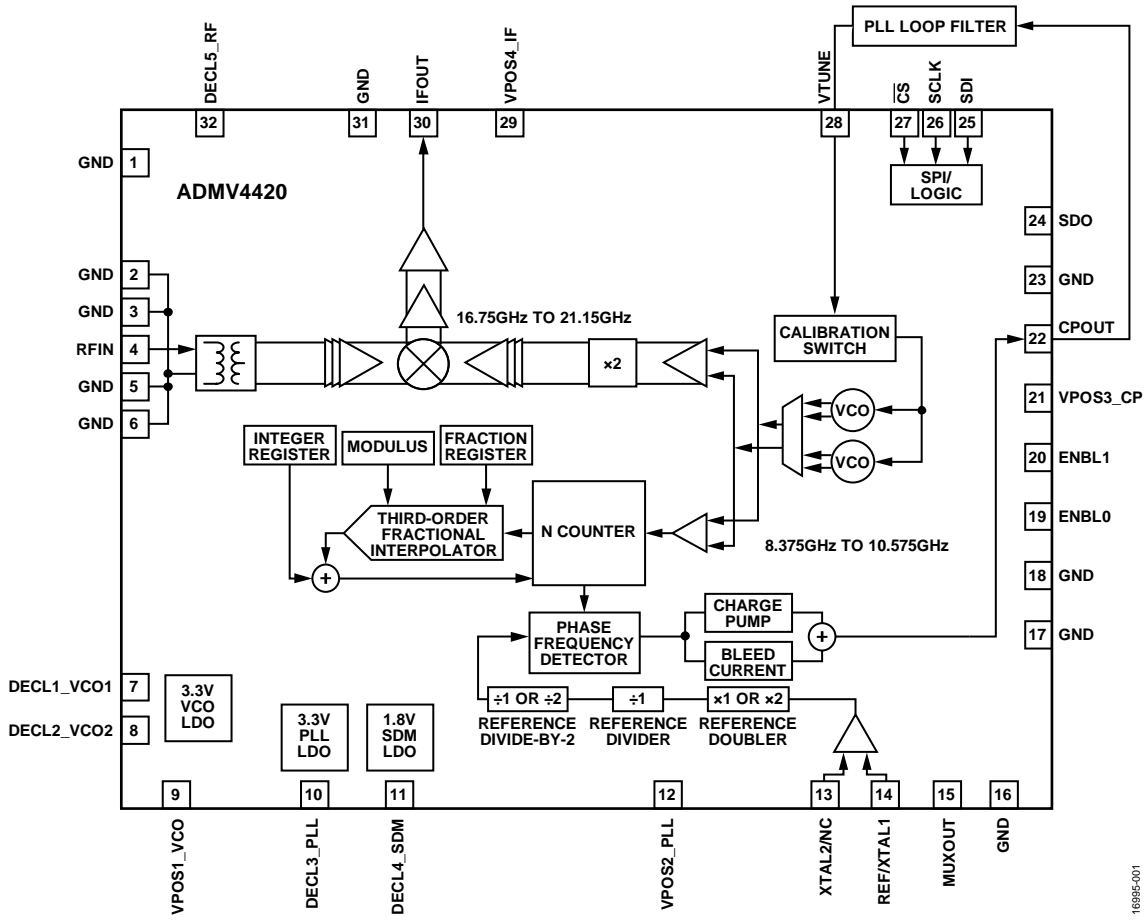 PLL LOOP FILTER
DECL5_RF
GND
IFOUT
VPOS4_IF
VTUNE
CS
SCLK
SDI
32
31
30
29
28
27
26
25
GND 1
ADMV4420
SPI/
LOGIC
24 SDO
GND 2
23 GND
GND 3
16.75GHz TO 21.15GHz
CALIBRATION
SWITCH
22 CPOUT
RFIN 4
×2
GND 5
21 VPOS3_CP
GND 6
VCO
VCO
INTEGER
REGISTER
MODULUS
FRACTION
REGISTER
20 ENBL1
THIRD-ORDER
FRACTIONAL
INTERPOLATOR
N COUNTER
8.375GHz TO 10.575GHz
19 ENBL0
+
18 GND
PHASE
FREQUENCY
DETECTOR
CHARGE
PUMP
BLEED
CURRENT
+
17 GND
DECL1_VCO1 7
DECL2_VCO2 8
3.3V
VCO
LDO
3.3V
PLL
LDO
1.8V
SDM
LDO
÷1 OR ÷2
÷1
×1 OR ×2
REFERENCE
DIVIDE-BY-2
REFERENCE
DIVIDER
REFERENCE
DOUBLER
9
10
11
12
13
14
15
16
VPOS1_VCO
DECL3_PLL
DECL4_SDM
VPOS2_PLL
XTAL2/NC
REF/XTAL1
MUXOUT
GND
16995-001